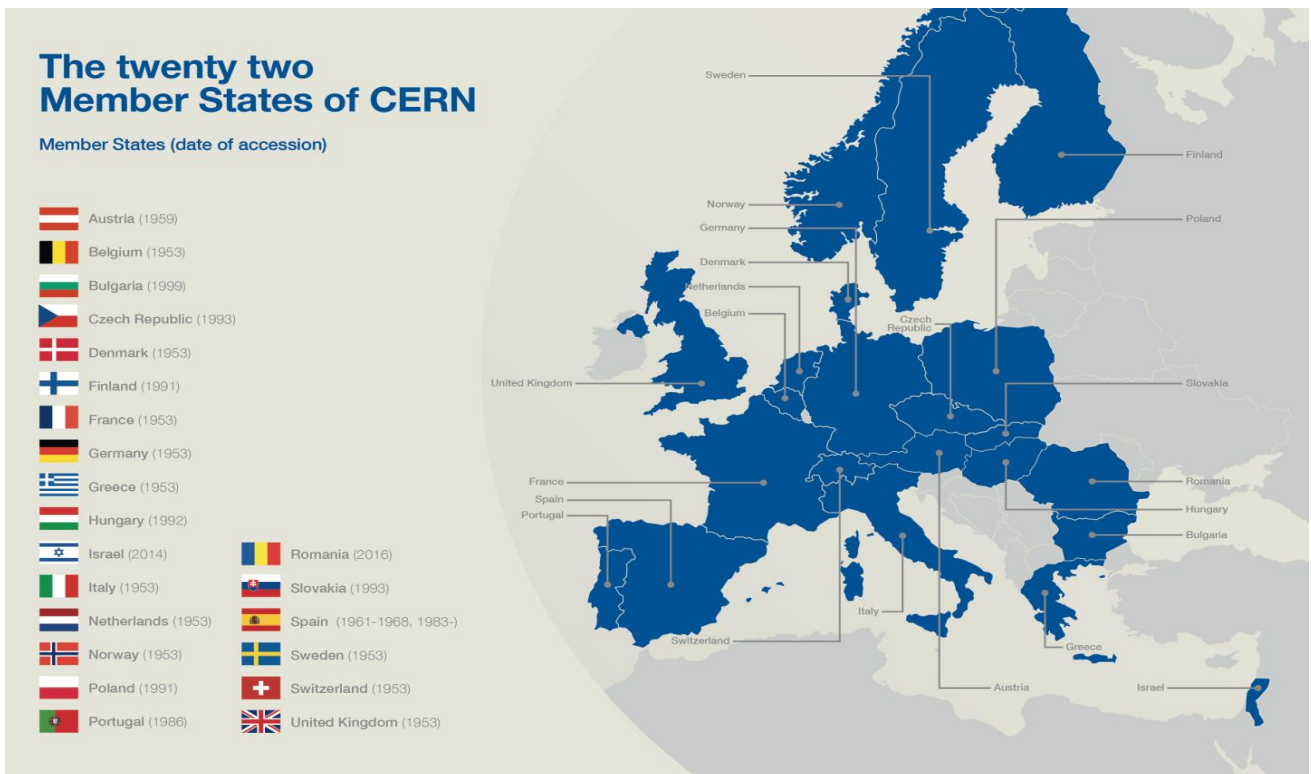 The twenty two
Member States of CERN
Member States (date of accession)
Austria (1959)
Belgium (1953)
Bulgaria (1999)
Czech Republic (1993)
Denmark (1953)
Finland (1991)
France (1953)
Germany (1953)
Greece (1953)
Hungary (1992)
Israel (2014)
Italy (1953)
Netherlands (1953)
Norway (1953)
Poland (1991)
Portugal (1986)
Romania (2016)
Slovakia (1993)
Spain (1961-1968, 1983-)
Sweden (1953)
Switzerland (1953)
United Kingdom (1953)
Sweden
Finland
Norway
Poland
Germany
Denmark
Netherlands
Belgium
Czech
Republic
United Kingdom
Slovakia
France
Romania
Spain
Hungary
Portugal
Bulgaria
Italy
Switzerland
Greece
Austria
Israel